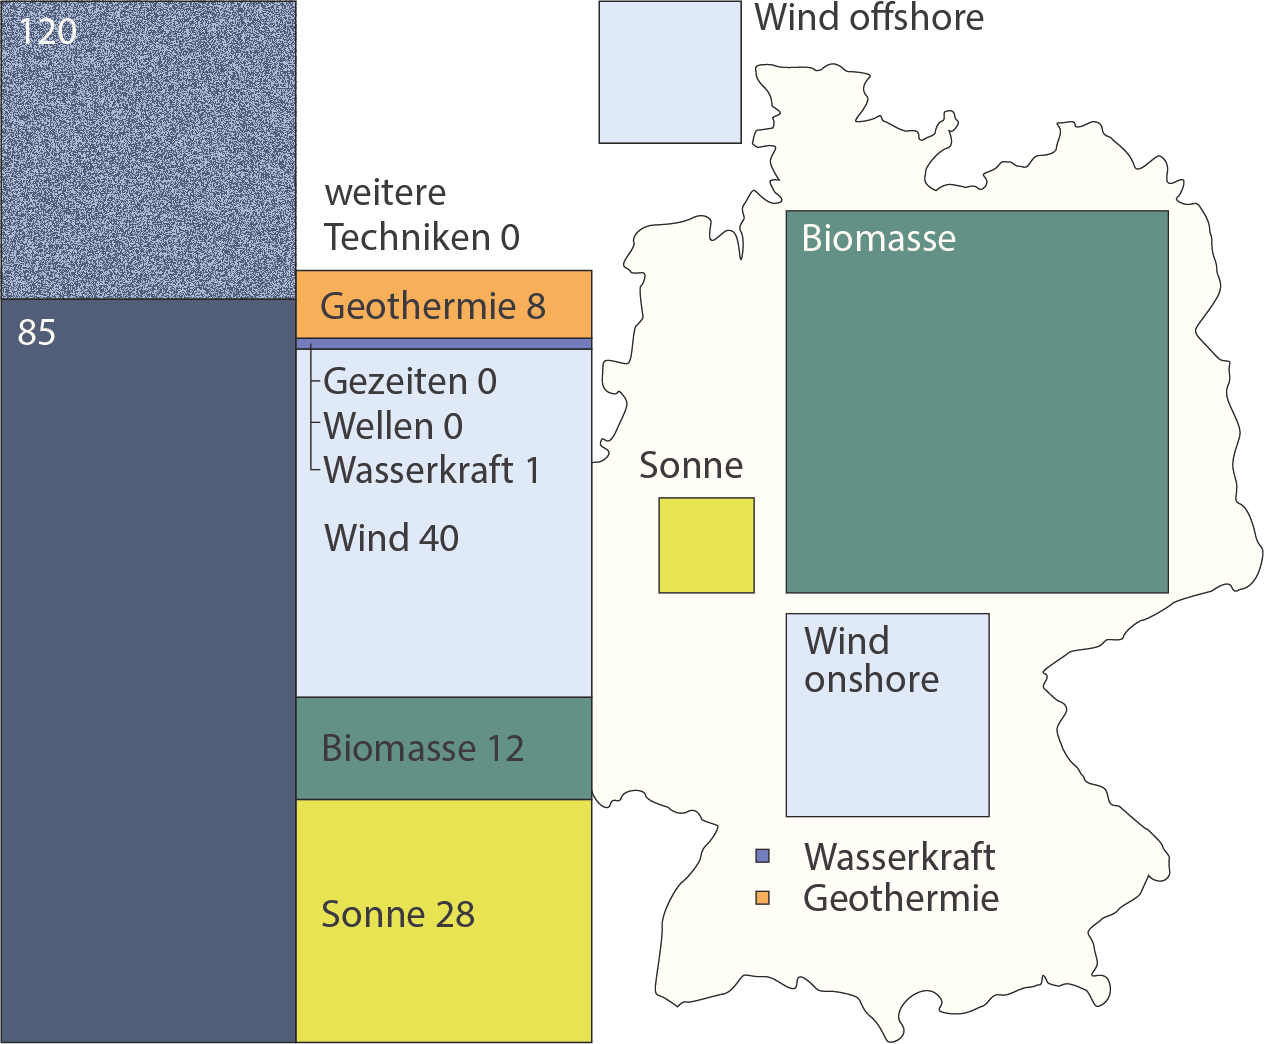 120
85
weitere
Techniken 0
Geothermie 8
Gezeiten 0
Wellen 0
Wasserkraft 1
Wind 40
Biomasse 12
Sonne 28
Wind offshore
Biomasse
Sonne
Wind
onshore
Wasserkraft
Geothermie